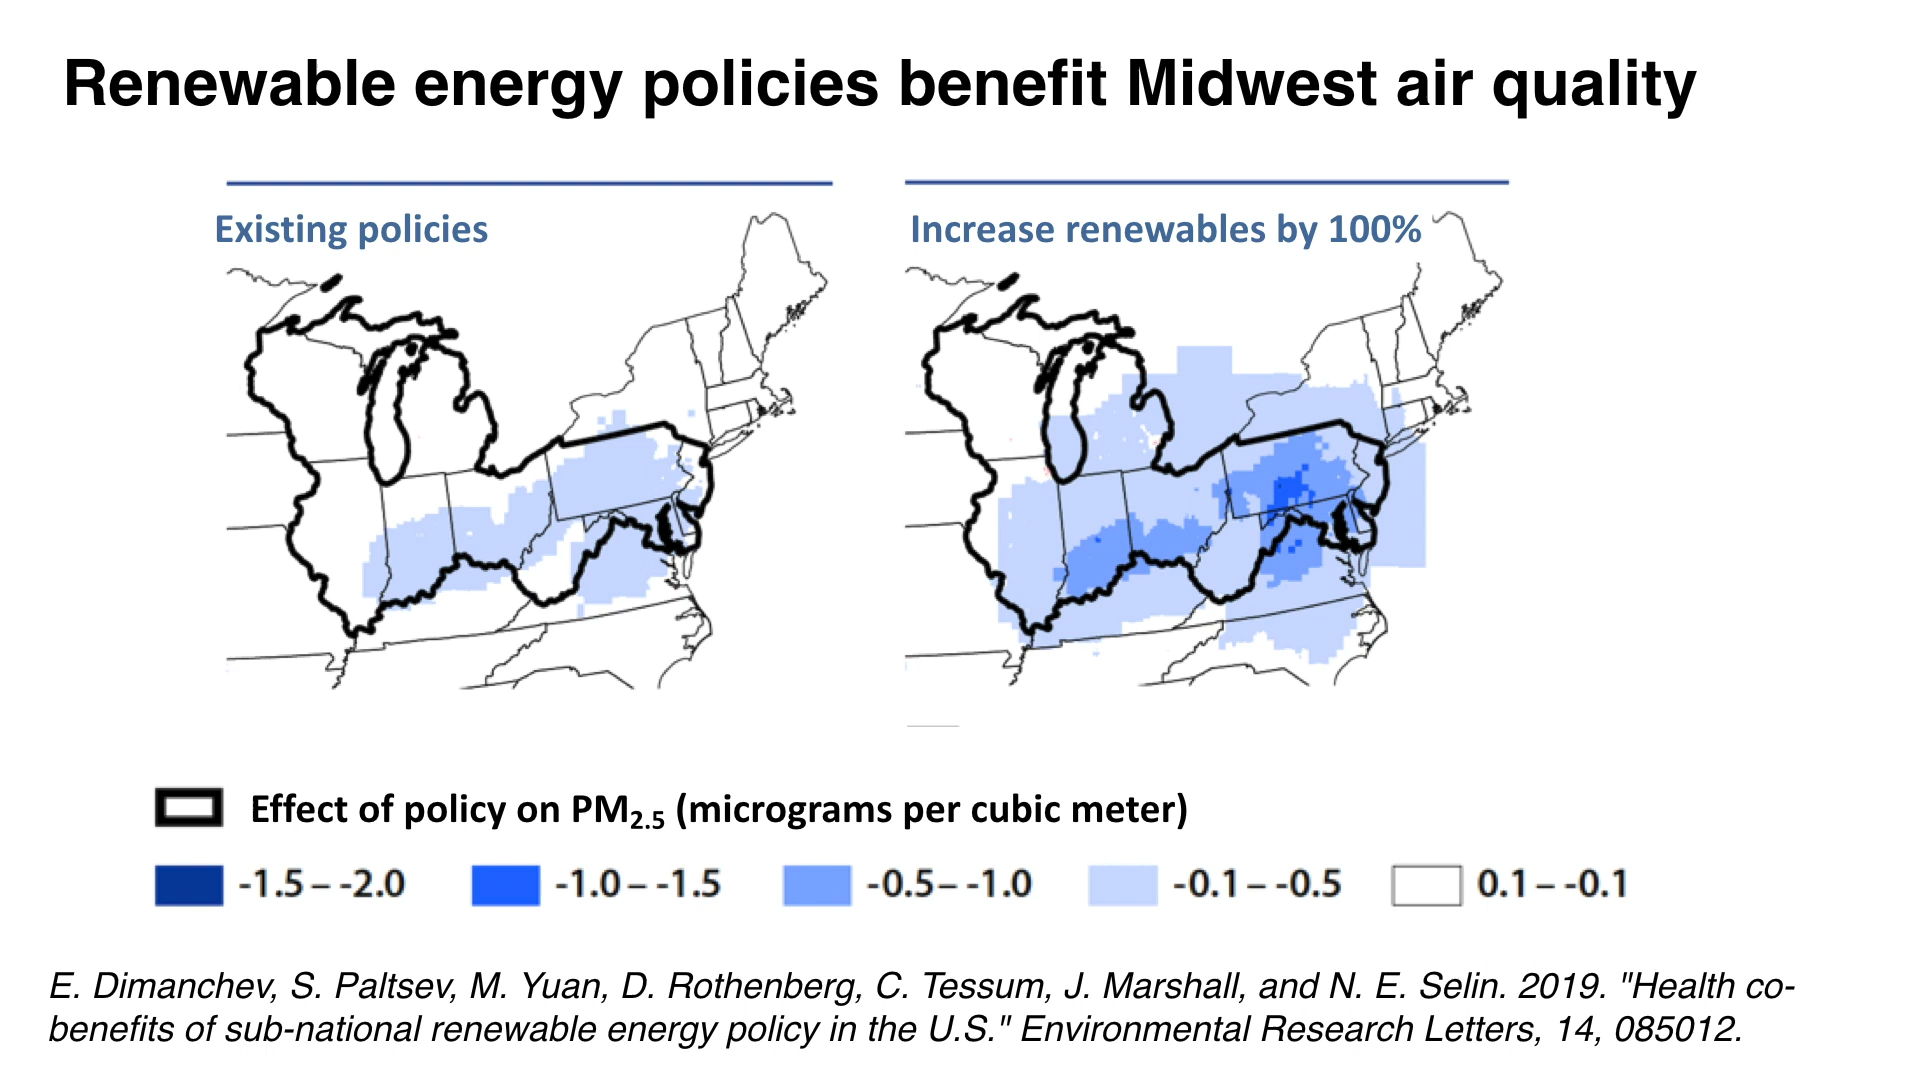 Renewable energy policies benefit Midwest air quality
Existing policies
Increase renewables by 100%
Effect of policy on PM2.5 (micrograms per cubic meter)
-1.5 – -2.0
-1.0 – -1.5
-0.5 – -1.0
-0.1 – -0.5
0.1 – -0.1
E. Dimanchev, S. Paltsev, M. Yuan, D. Rothenberg, C. Tessum, J. Marshall, and N. E. Selin. 2019. "Health co-
benefits of sub-national renewable energy policy in the U.S." Environmental Research Letters, 14, 085012.